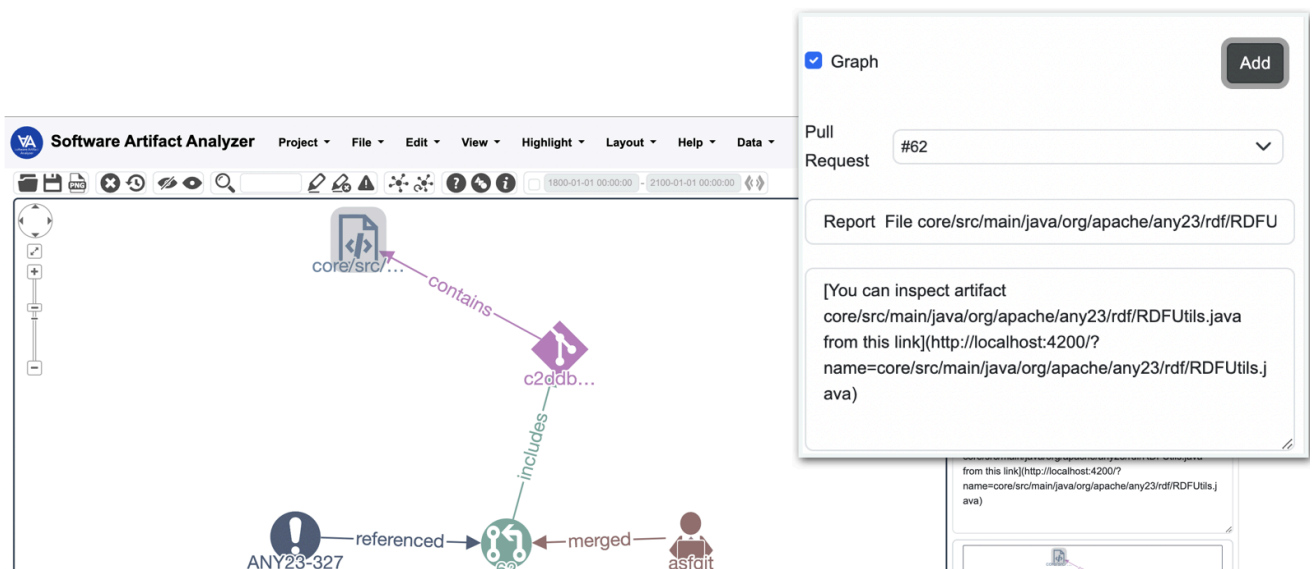 Graph
Add
Pull
Request
#62
Report File core/src/main/java/org/apache/any23/rdf/RDFU
[You can inspect artifact
core/src/main/java/org/apache/any23/rdf/RDFUtils.java
from this link](http://localhost:4200/?
name=core/src/main/java/org/apache/any23/rdf/RDFUtils.j
ava)
Software Artifact Analyzer
Project File Edit View Highlight Layout Help Data
PNG
1800-01-01 00:00:00 - 2100-01-01 00:00:00
core/src/...
contains
c2ddb...
includes
ANY23-327
referenced
merged
asfgit
from this link](http://localhost:4200/?
name=core/src/main/java/org/apache/any23/rdf/RDFUtils.j
ava)